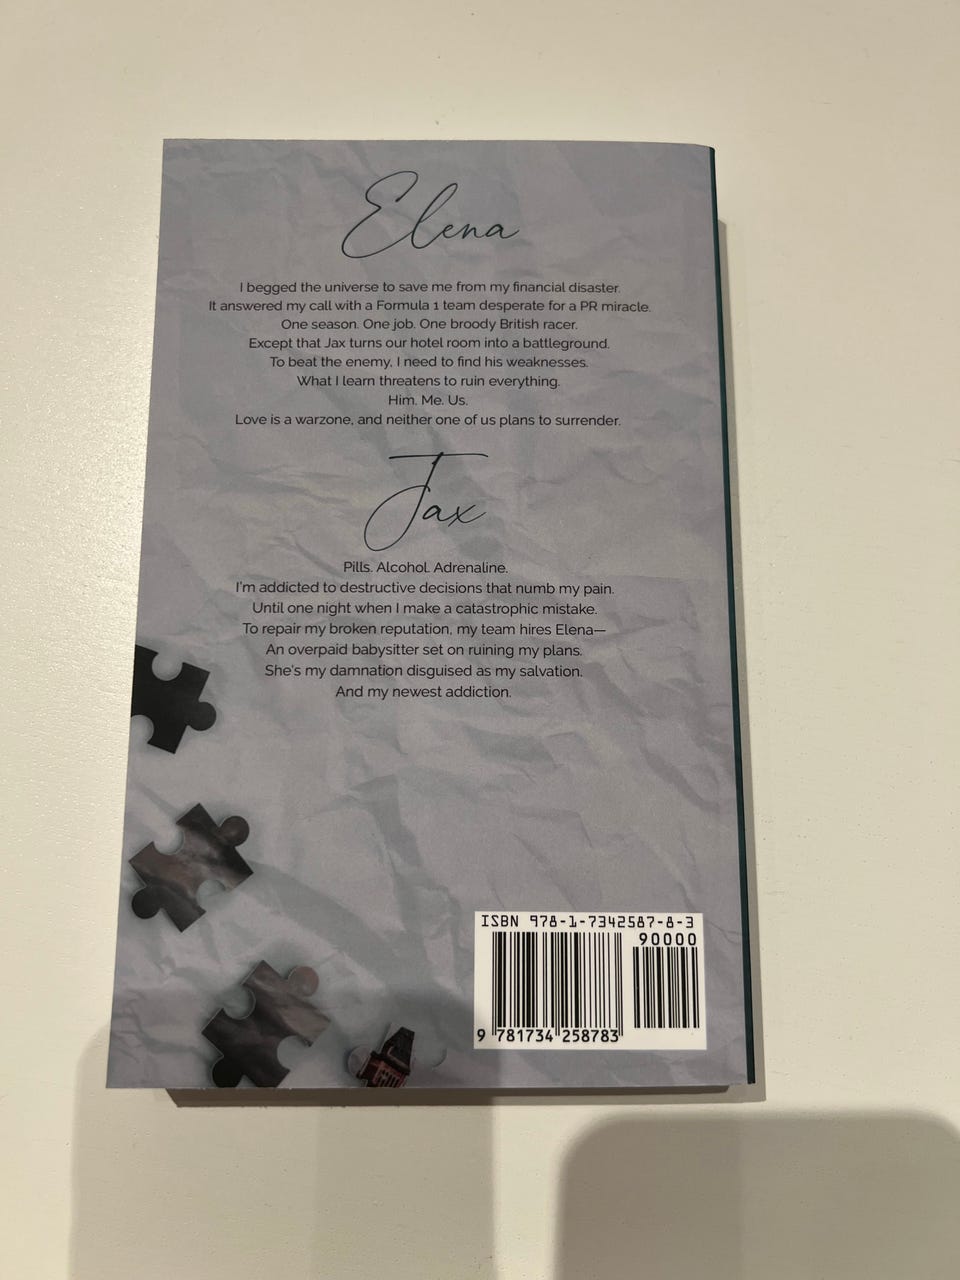 Elena
I begged the universe to save me from my financial disaster.
It answered my call with a Formula 1 team desperate for a PR miracle.
One season. One job. One broody British racer.
Except that Jax turns our hotel room into a battleground.
To beat the enemy, I need to find his weaknesses.
What I learn threatens to ruin everything.
Him. Me. Us.
Love is a warzone, and neither one of us plans to surrender.
Jax
Pills. Alcohol. Adrenaline.
I'm addicted to destructive decisions that numb my pain.
Until one night when I make a catastrophic mistake.
To repair my broken reputation, my team hires Elena—
An overpaid babysitter set on ruining my plans.
She's my damnation disguised as my salvation.
And my newest addiction.
ISBN 978-1-7342587-8-3
90000
9 781734 258783